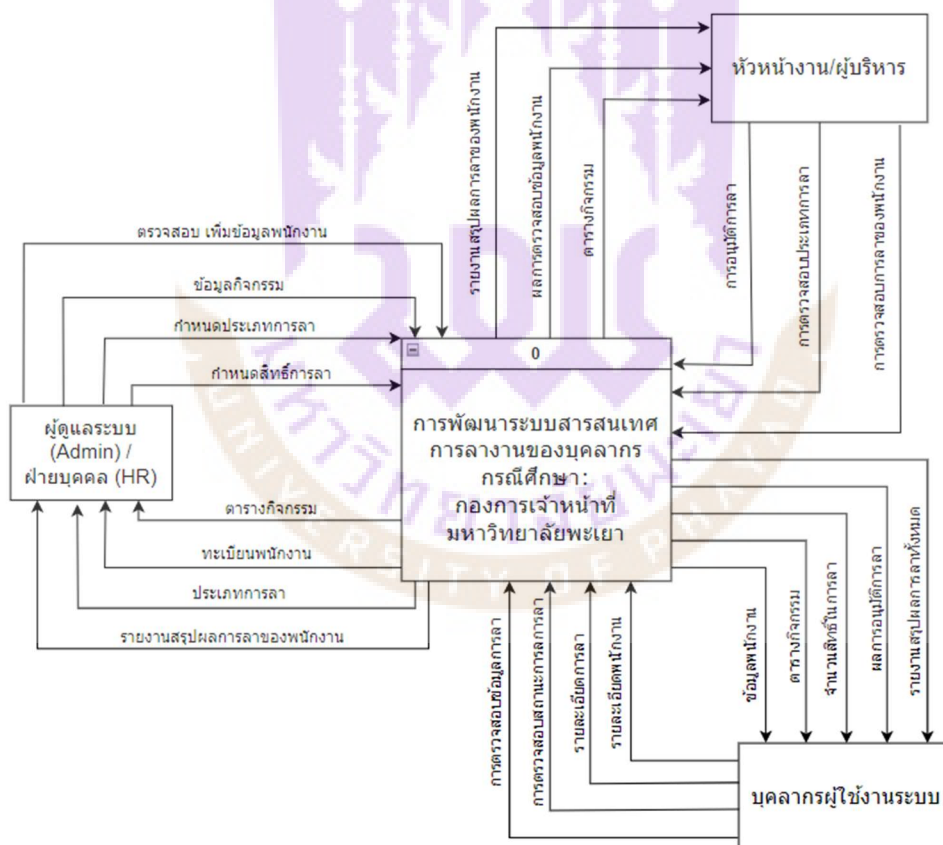 หัวหน้างาน/ผู้บริหาร
รายงานสรุปผลการลาของพนักงาน
ผลการตรวจสอบข้อมูลพนักงาน
ตารางกิจกรรม
การอนุมัติการลา
การตรวจสอบประเภทการลา
การตรวจสอบการลาของพนักงาน
ตรวจสอบ เพิ่มข้อมูลพนักงาน
ข้อมูลกิจกรรม
กำหนดประเภทการลา
กำหนดสิทธิ์การลา
0
การพัฒนาระบบสารสนเทศ
การลางานของบุคลากร
กรณีศึกษา:
กองการเจ้าหน้าที่
มหาวิทยาลัยพะเยา
ผู้ดูแลระบบ
(Admin) /
ฝ่ายบุคคล (HR)
ตารางกิจกรรม
ทะเบียนพนักงาน
ประเภทการลา
รายงานสรุปผลการลาของพนักงาน
การตรวจสอบข้อมูลการลา
การตรวจสอบสถานะการลา
รายละเอียดการลา
รายละเอียดพนักงาน
ข้อมูลพนักงาน
ตารางกิจกรรม
จำนวนสิทธิ์ในการลา
ผลการอนุมัติการลา
รายงานสรุปผลการลาทั้งหมด
บุคลากรผู้ใช้งานระบบ
มหาวิทยาลัยพะเยา
UNIVERSITY OF PHAYAO